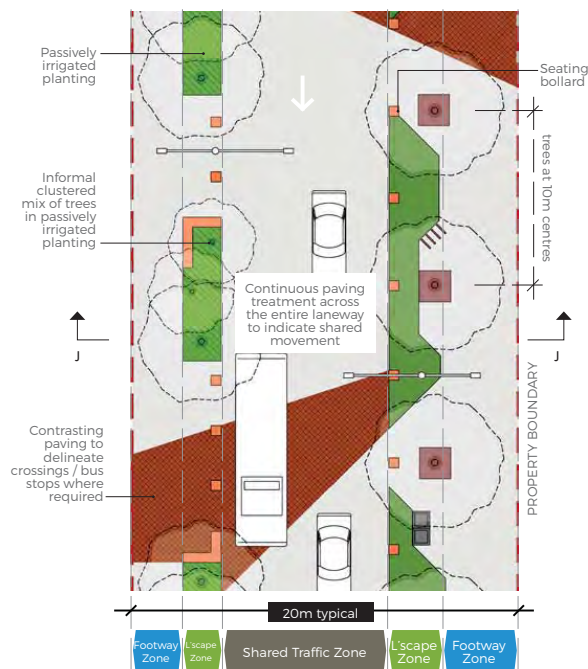 Passively
irrigated
planting
Seating
bollard
trees at 10m centres
Informal
clustered
mix of trees
in passively
irrigated
planting
Continuous paving
treatment across
the entire laneway
to indicate shared
movement
J
J
Contrasting paving to
delineate
crossings / bus
stops where
required
PROPERTY BOUNDARY
20m typical
Footway
Zone
L'scape
Zone
Shared Traffic Zone
L'scape
Zone
Footway
Zone